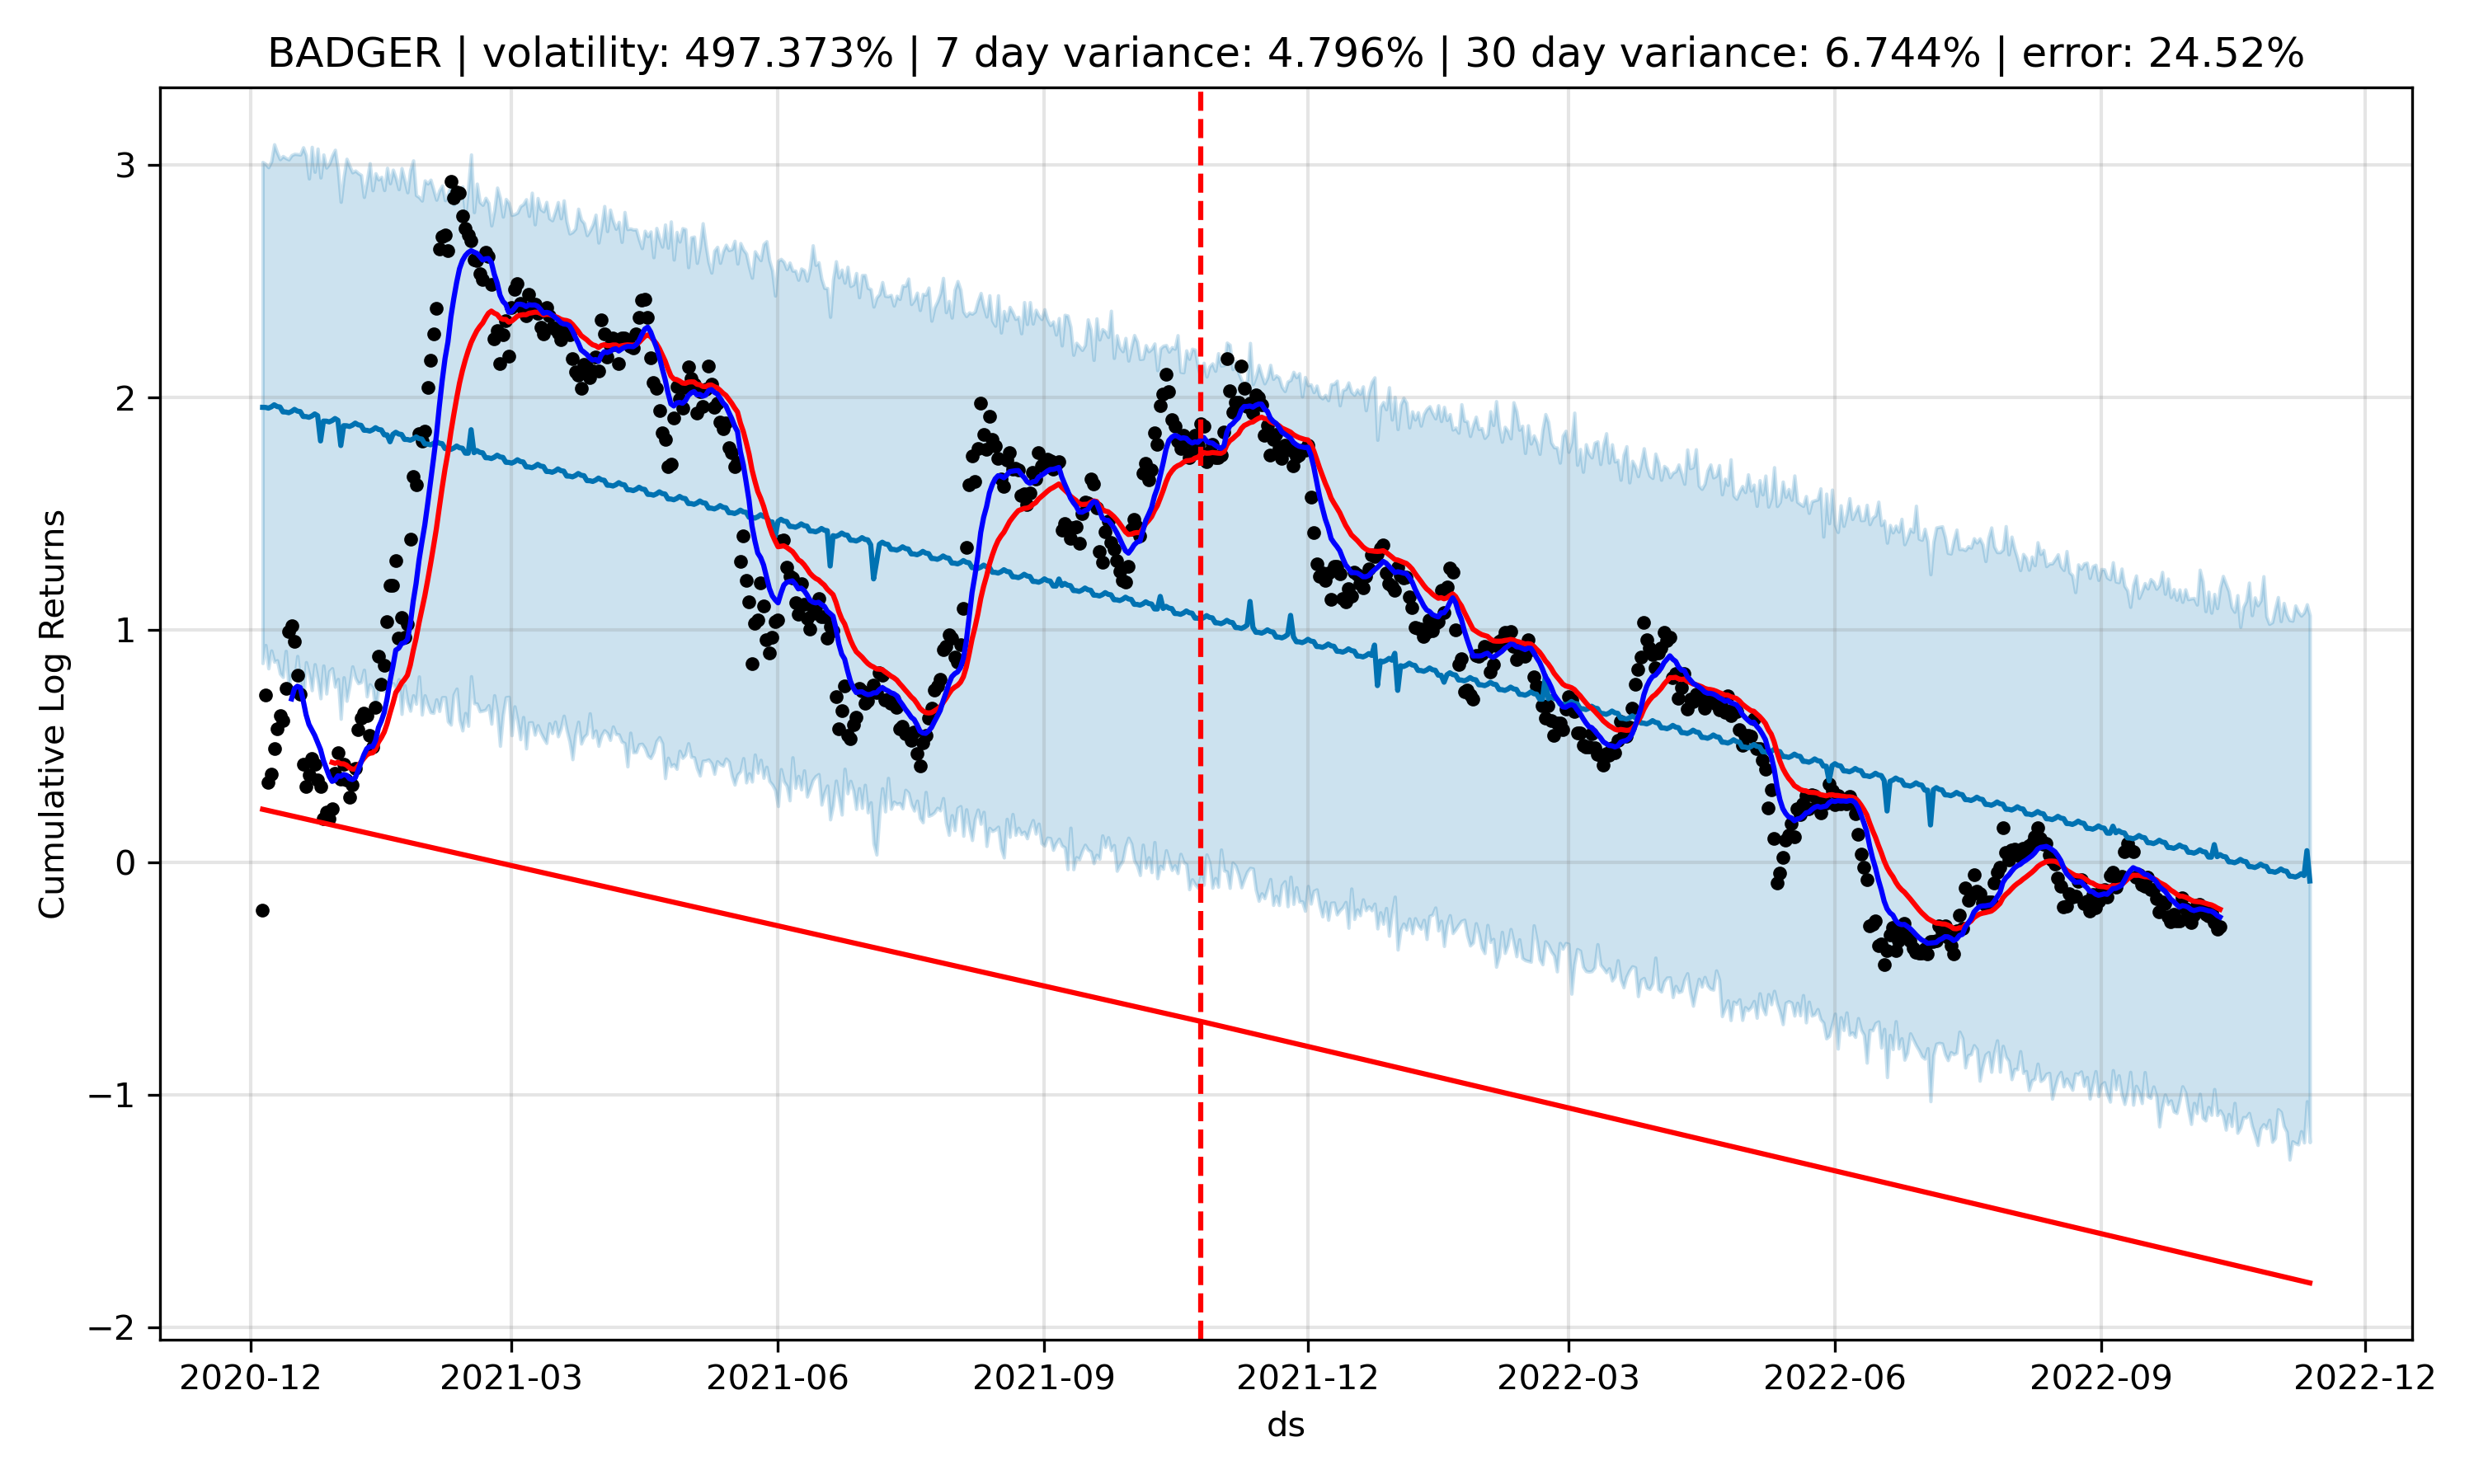 BADGER | volatility: 497.373% | 7 day variance: 4.796% | 30 day variance: 6.744% | error: 24.52%
Cumulative Log Returns
3
2
1
0
−1
−2
2020-12 2021-03 2021-06 2021-09 2021-12 2022-03 2022-06 2022-09 2022-12
ds